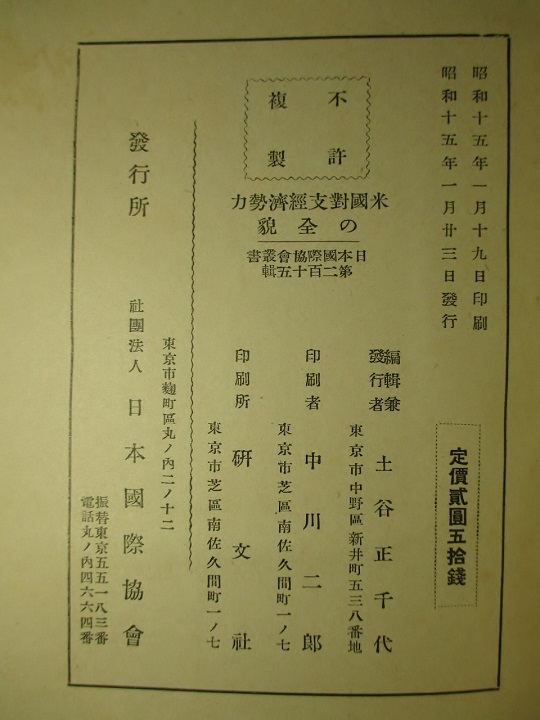 昭和十五年一月十九日印刷
昭和十五年一月廿三日發行
定價貳圓五拾錢
不許
複製
米國對支經濟勢力
の全貌
日本國際協會叢書
第二百十五輯
編輯兼
發行者
東京市中野區新井町五三八番地
土谷正千代
印刷者
東京市芝區南佐久間町一ノ七
中川二郎
印刷所
東京市芝區南佐久間町一ノ七
研文社
發行所
東京市麴町區丸ノ內二ノ十二
社團法人 日本國際協會
振替東京五五一八三番
電話丸ノ內四六六四番